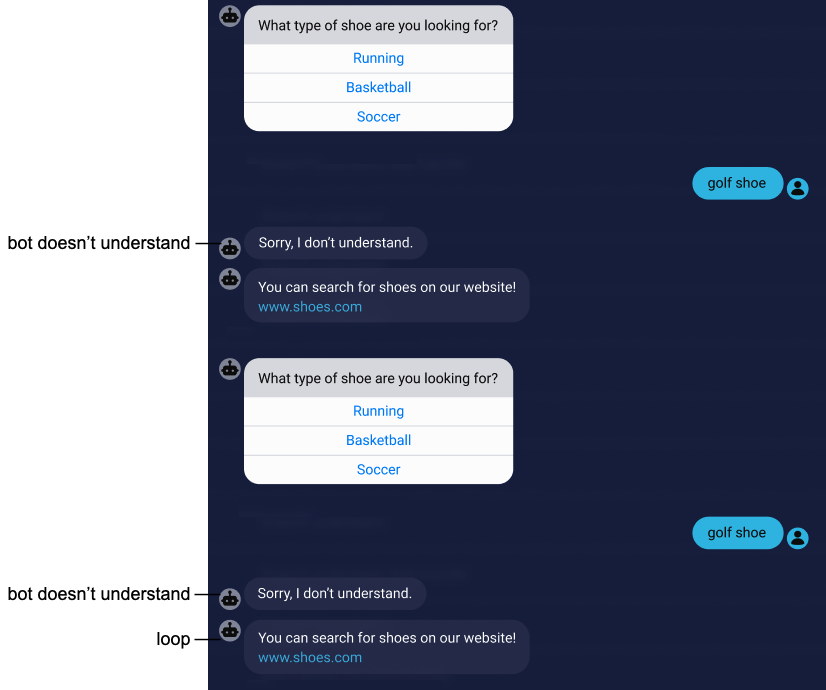 What type of shoe are you looking for?
Running
Basketball
Soccer
golf shoe
bot doesn't understand
Sorry, I don't understand.
You can search for shoes on our website!
www.shoes.com
What type of shoe are you looking for?
Running
Basketball
Soccer
golf shoe
bot doesn't understand
Sorry, I don't understand.
loop
You can search for shoes on our website!
www.shoes.com